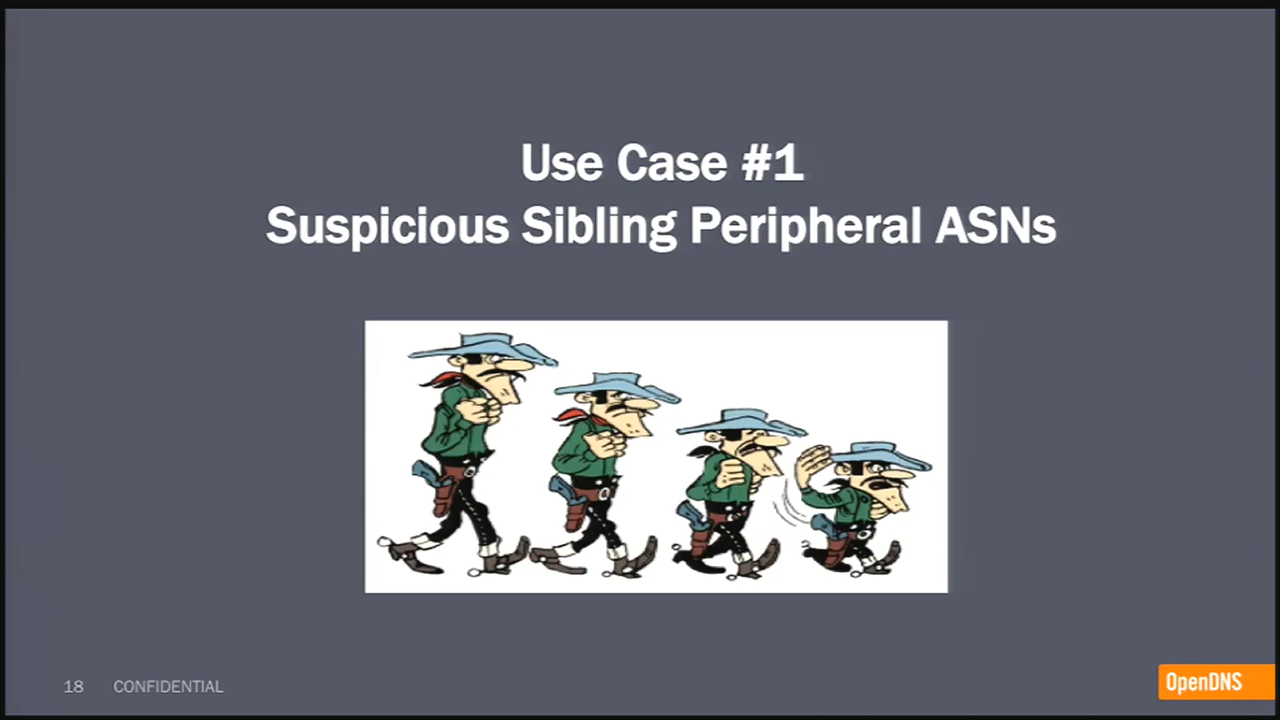 Use Case #1
Suspicious Sibling Peripheral ASNs
18 CONFIDENTIAL
OpenDNS